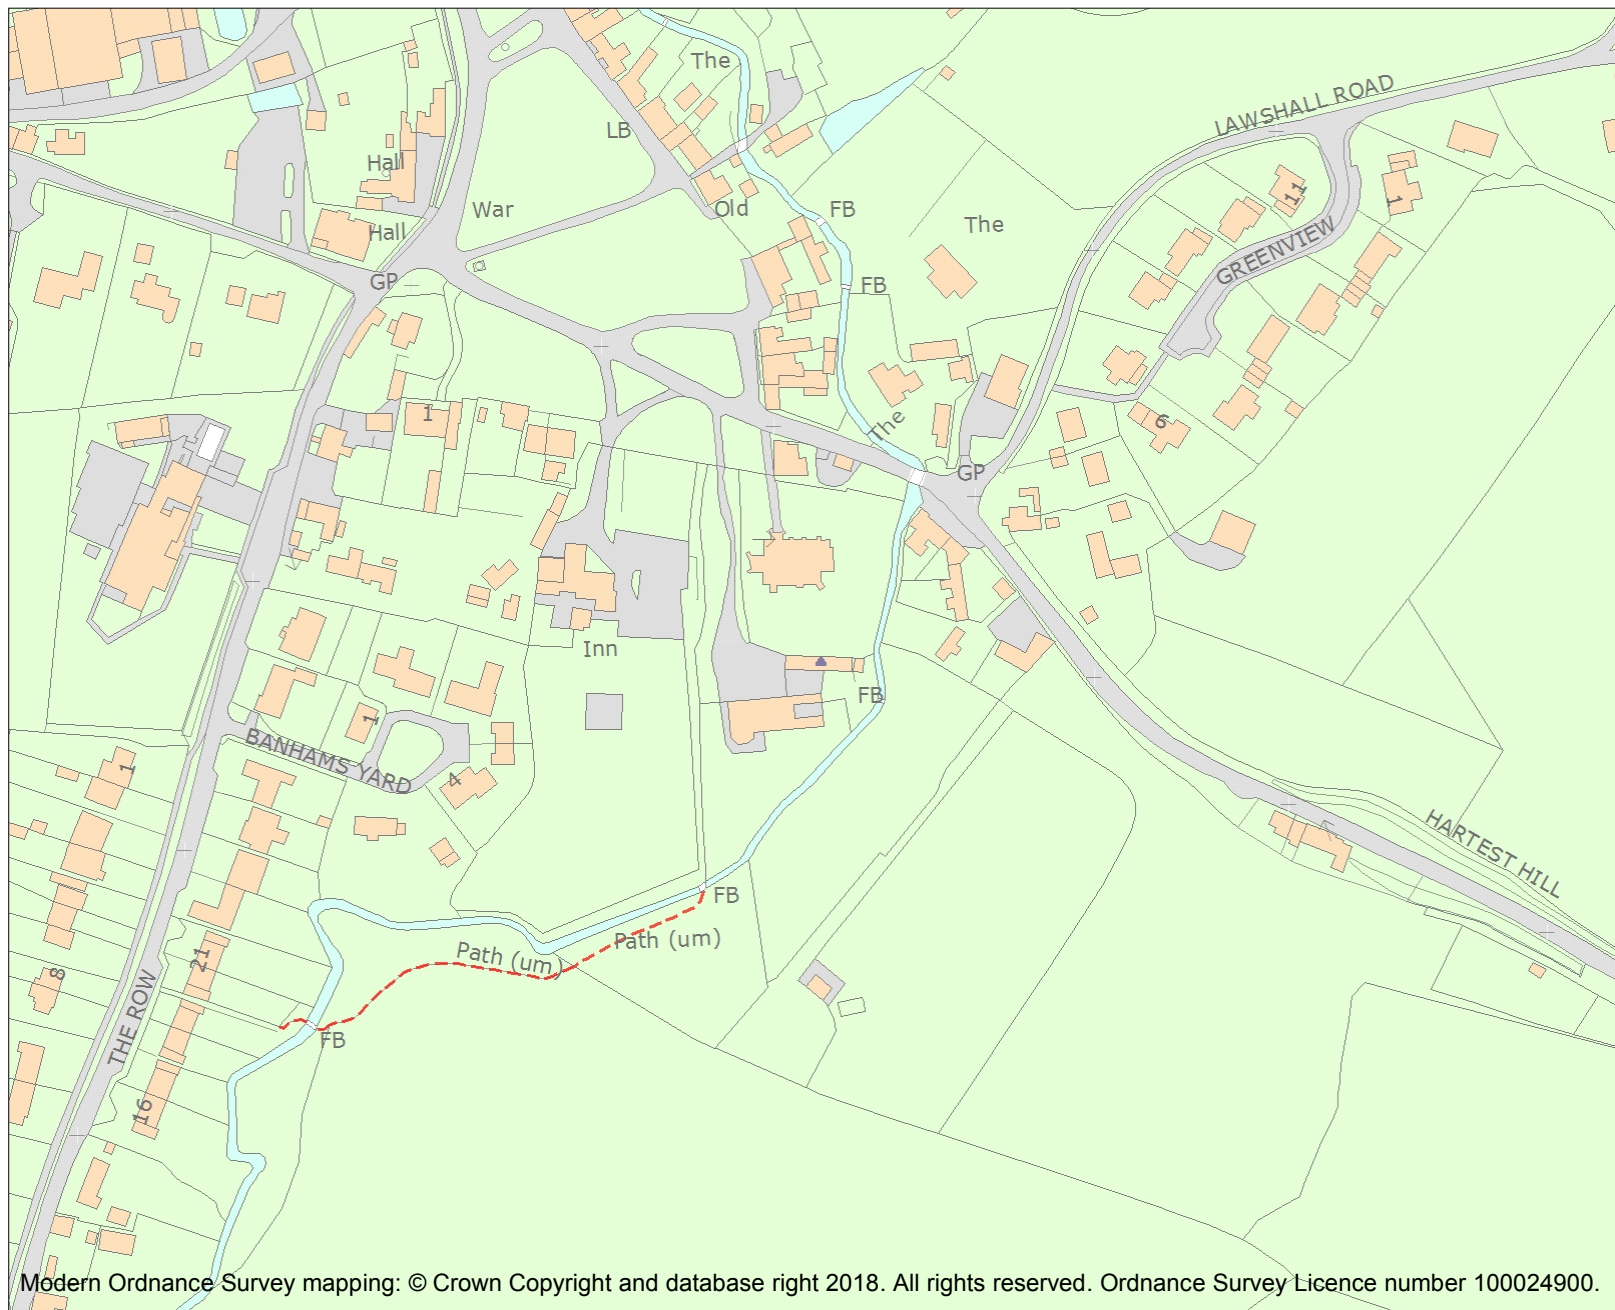 The
LAWSHALL ROAD
LB
Hall
11
1
War
Old
FB
The
Hall
GREENVIEW
GP
FB
1
The
6
GP
Inn
FB
1
BANHAMS YARD
1
4
HARTEST HILL
FB
Path (um)
Path (um)
21
8
THE ROW
FB
16
Modern Ordnance Survey mapping: © Crown Copyright and database right 2018. All rights reserved. Ordnance Survey Licence number 100024900.